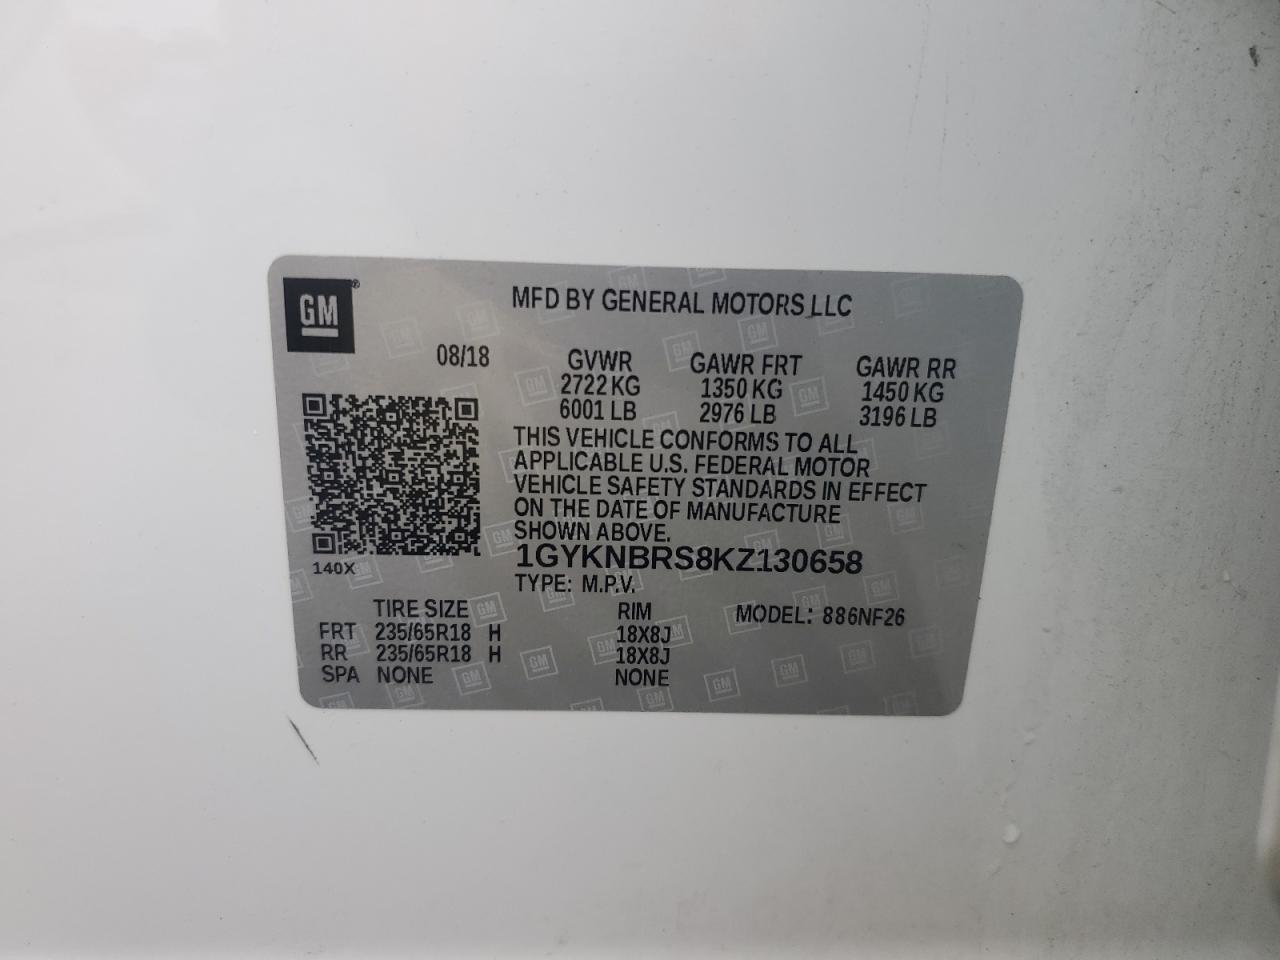 GM®
MFD BY GENERAL MOTORS LLC
08/18
GVWR GAWR FRT GAWR RR
2722 KG 1350 KG 1450 KG
6001 LB 2976 LB 3196 LB
THIS VEHICLE CONFORMS TO ALL
APPLICABLE U.S. FEDERAL MOTOR
VEHICLE SAFETY STANDARDS IN EFFECT
ON THE DATE OF MANUFACTURE
SHOWN ABOVE.
1GYKNBRS8KZ130658
140X
TYPE: M.P.V.
TIRE SIZE RIM MODEL: 886NF26
FRT 235/65R18 H 18X8J
RR 235/65R18 H 18X8J
SPA NONE NONE